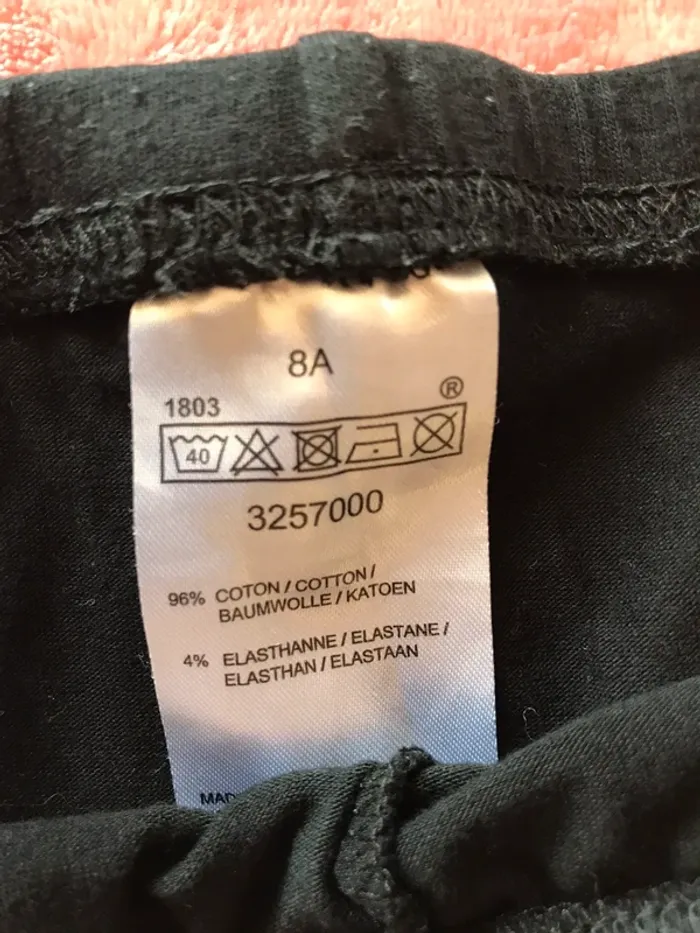 8A
1803 ®
40
3257000
96% COTON / COTTON /
BAUMWOLLE / KATOEN
4% ELASTHANNE / ELASTANE /
ELASTHAN / ELASTAAN